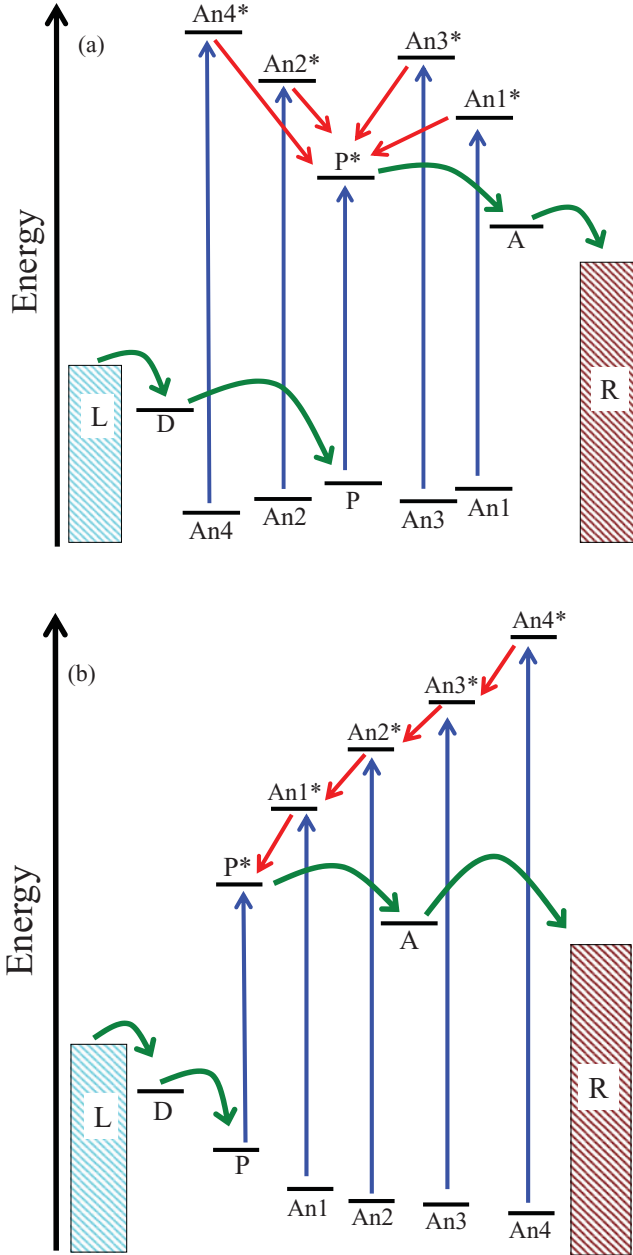 (a)
Energy
An4*
An2*
An3*
An1*
P*
A
L
D
R
An4
An2
P
An3
An1
(b)
Energy
An4*
An3*
An2*
An1*
P*
A
L
D
R
P
An1
An2
An3
An4